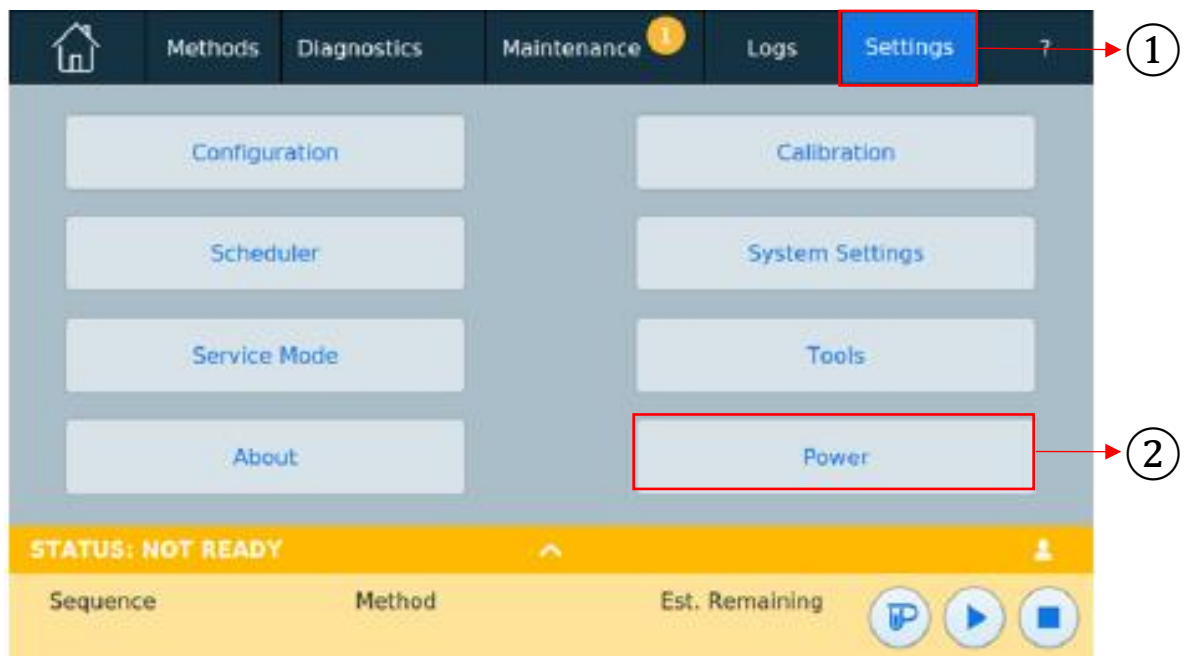 Methods Diagnostics Maintenance 1 Logs Settings ? ①
Configuration Calibration
Scheduler System Settings
Service Mode Tools
About Power ②
STATUS: NOT READY
Sequence Method Est. Remaining
P